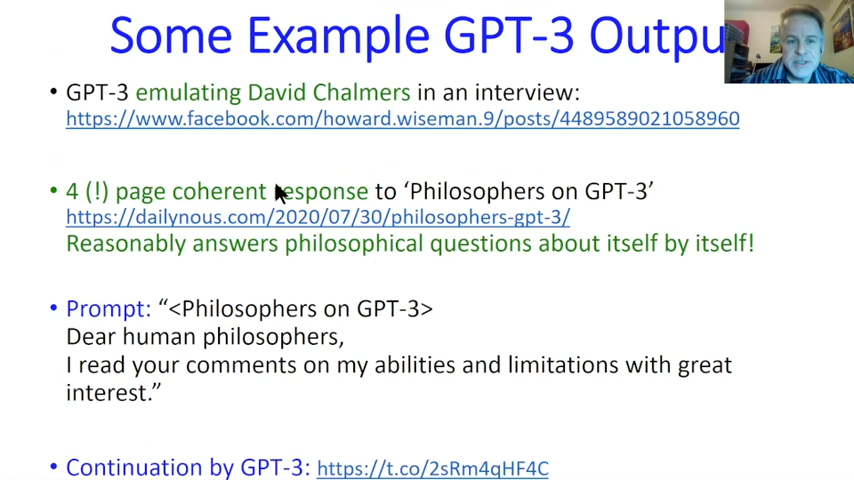 Some Example GPT-3 Outpu
• GPT-3 emulating David Chalmers in an interview:
https://www.facebook.com/howard.wiseman.9/posts/4489589021058960
• 4 (!) page coherent response to ‘Philosophers on GPT-3’
https://dailynous.com/2020/07/30/philosophers-gpt-3/
Reasonably answers philosophical questions about itself by itself!
• Prompt: “<Philosophers on GPT-3>
Dear human philosophers,
I read your comments on my abilities and limitations with great
interest.”
• Continuation by GPT-3: https://t.co/2sRm4qHF4C